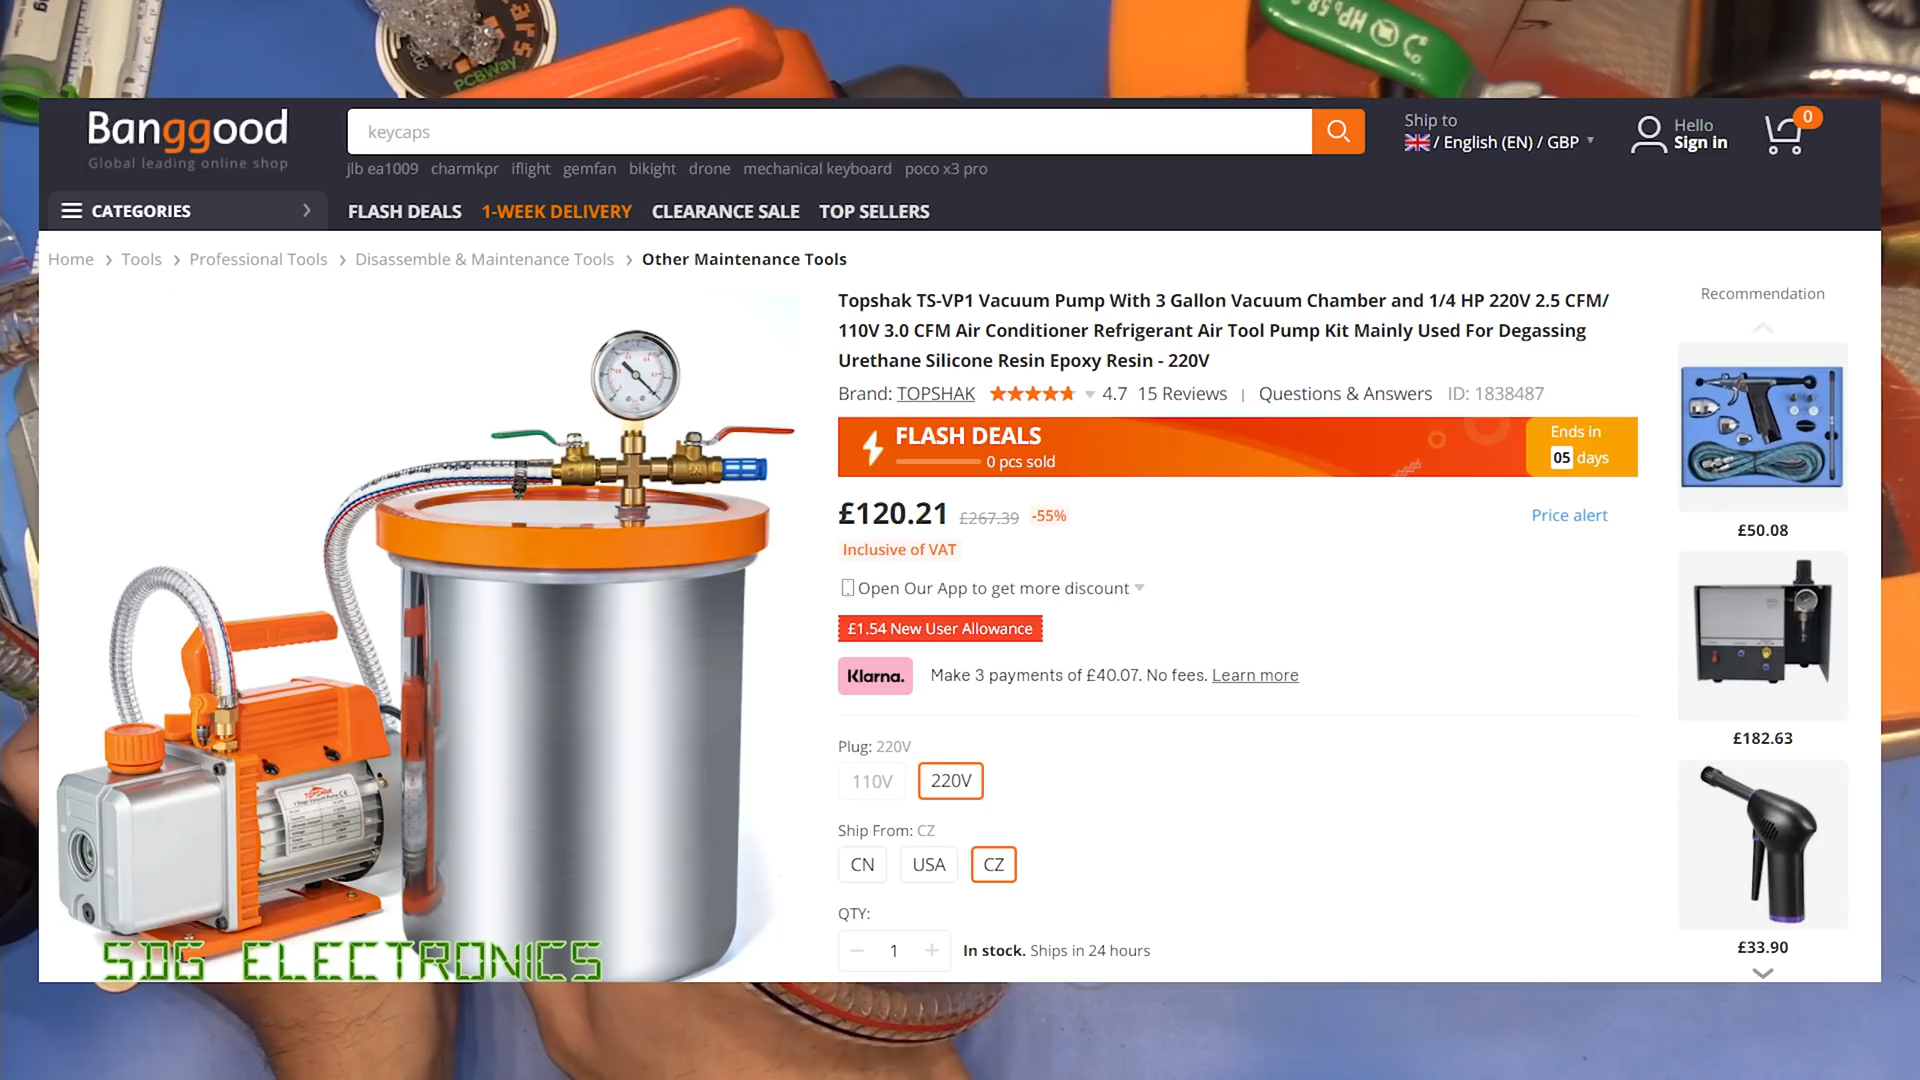 PCBWay
HP 58.8
Banggood
Global leading online shop
keycaps
Ship to
/ English (EN) / GBP
Hello
Sign in
0
jlb ea1009 charmkpr iflight gemfan bikight drone mechanical keyboard poco x3 pro
CATEGORIES
FLASH DEALS 1-WEEK DELIVERY CLEARANCE SALE TOP SELLERS
Home > Tools > Professional Tools > Disassemble & Maintenance Tools > Other Maintenance Tools
Topshak TS-VP1 Vacuum Pump With 3 Gallon Vacuum Chamber and 1/4 HP 220V 2.5 CFM/
110V 3.0 CFM Air Conditioner Refrigerant Air Tool Pump Kit Mainly Used For Degassing
Urethane Silicone Resin Epoxy Resin - 220V
Brand: TOPSHAK 4.7 15 Reviews | Questions & Answers ID: 1838487
FLASH DEALS
0 pcs sold
Ends in
05 days
£120.21 £267.39 -55%
Price alert
Inclusive of VAT
Open Our App to get more discount
£1.54 New User Allowance
Klarna. Make 3 payments of £40.07. No fees. Learn more
Plug: 220V
110V 220V
Ship From: CZ
CN USA CZ
QTY:
− 1 + In stock. Ships in 24 hours
Recommendation
£50.08
£182.63
£33.90
TOPSHAK
SDG ELECTRONICS